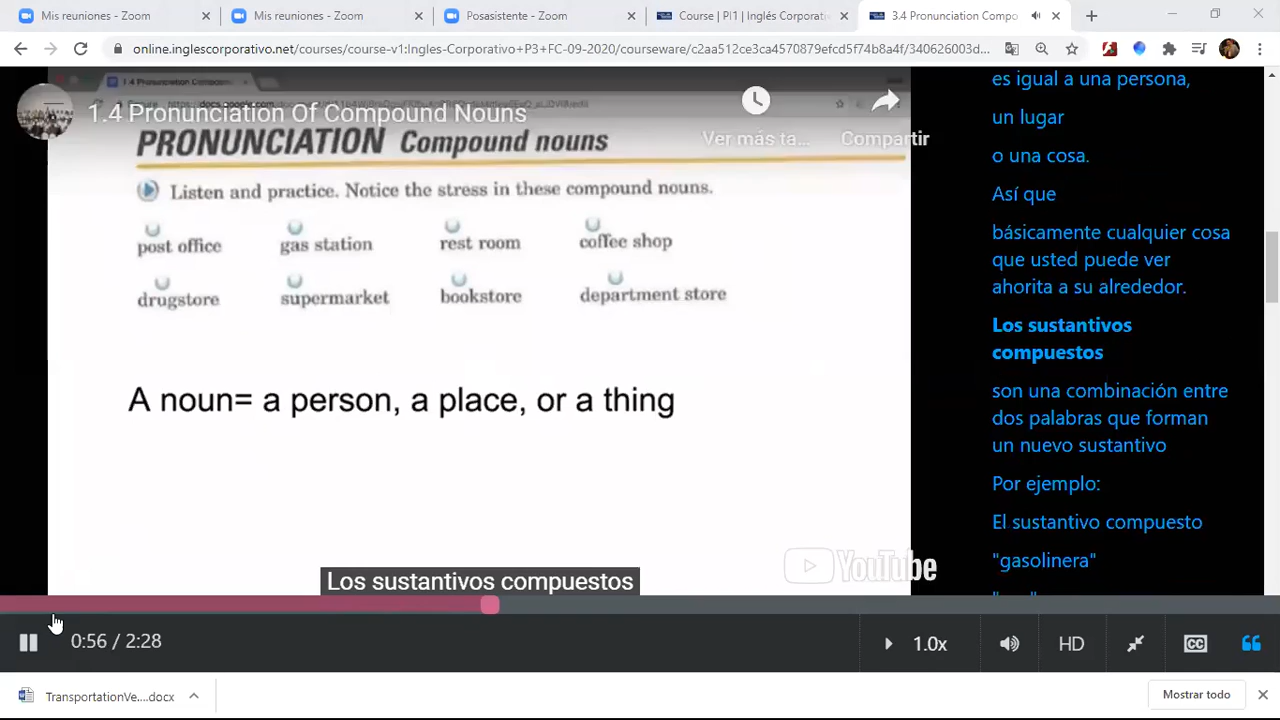 Mis reuniones - Zoom
Mis reuniones - Zoom
Posasistente - Zoom
Course | PI1 | Inglés Corporativ
3.4 Pronunciation Compo
online.inglescorporativo.net/courses/course-v1:Ingles-Corporativo+P3+FC-09-2020/courseware/c2aa512ce3ca4570879efcd5f74b8a4f/340626003d...
1.4 Pronunciation Of Compound Nouns
Ver más ta...
Compartir
PRONUNCIATION Compound nouns
Listen and practice. Notice the stress in these compound nouns.
post office gas station rest room coffee shop
drugstore supermarket bookstore department store
A noun= a person, a place, or a thing
YouTube
Los sustantivos compuestos
es igual a una persona,
un lugar
o una cosa.
Así que
básicamente cualquier cosa
que usted puede ver
ahorita a su alrededor.
Los sustantivos
compuestos
son una combinación entre
dos palabras que forman
un nuevo sustantivo
Por ejemplo:
El sustantivo compuesto
"gasolinera"
0:56 / 2:28
1.0x
HD
CC
TransportationVe....docx
Mostrar todo